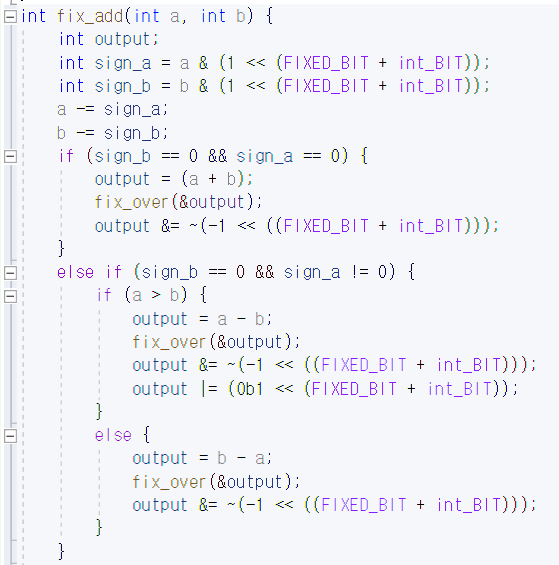 int fix_add(int a, int b) {
int output;
int sign_a = a & (1 << (FIXED_BIT + int_BIT));
int sign_b = b & (1 << (FIXED_BIT + int_BIT));
a -= sign_a;
b -= sign_b;
if (sign_b == 0 && sign_a == 0) {
output = (a + b);
fix_over(&output);
output &= ~(-1 << ((FIXED_BIT + int_BIT)));
}
else if (sign_b == 0 && sign_a != 0) {
if (a > b) {
output = a - b;
fix_over(&output);
output &= ~(-1 << ((FIXED_BIT + int_BIT)));
output |= (0b1 << (FIXED_BIT + int_BIT));
}
else {
output = b - a;
fix_over(&output);
output &= ~(-1 << ((FIXED_BIT + int_BIT)));
}
}